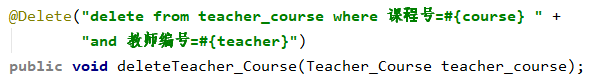 @Delete("delete from teacher_course where 课程号=#{course} " +
"and 教师编号=#{teacher}")
public void deleteTeacher_Course(Teacher_Course teacher_course);